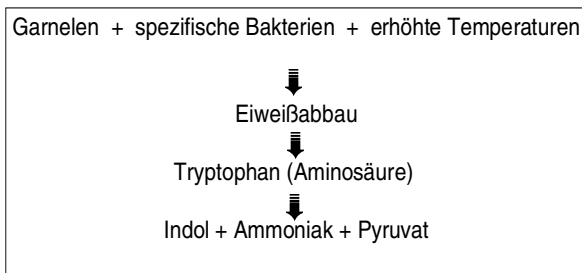 Garnelen + spezifische Bakterien + erhöhte Temperaturen
Eiweißabbau
Tryptophan (Aminosäure)
Indol + Ammoniak + Pyruvat